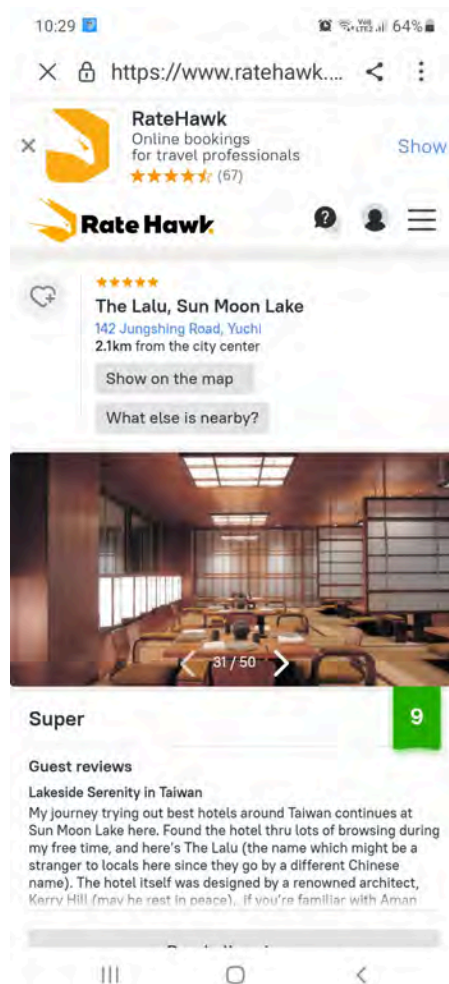 10:29
64%
https://www.ratehawk....
RateHawk
Online bookings
for travel professionals
(67)
Show
Rate Hawk.
?
The Lalu, Sun Moon Lake
142 Jungshing Road, Yuchi
2.1km from the city center
Show on the map
What else is nearby?
31 / 50
Super
9
Guest reviews
Lakeside Serenity in Taiwan
My journey trying out best hotels around Taiwan continues at
Sun Moon Lake here. Found the hotel thru lots of browsing during
my free time, and here's The Lalu (the name which might be a
stranger to locals here since they go by a different Chinese
name). The hotel itself was designed by a renowned architect,
Kerry Hill (may he rest in peace).. if you're familiar with Aman